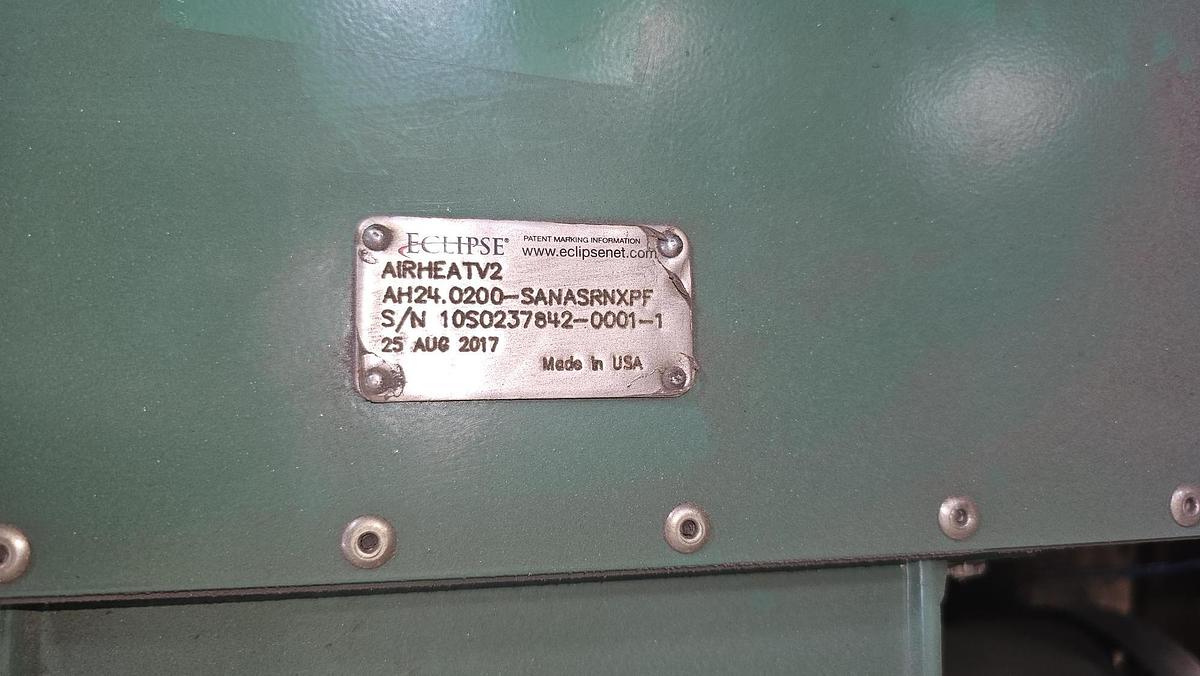 ECLIPSE®
PATENT MARKING INFORMATION
www.eclipsenet.com
AIRHEATV2
AH24.0200-SANASRNXPF
S/N 10S0237842-0001-1
25 AUG 2017
Made in USA